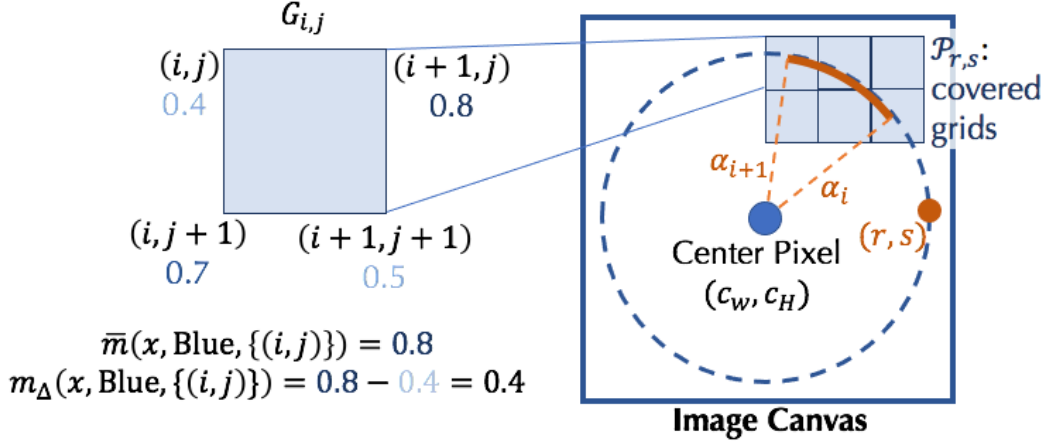 G_{i,j}
(i, j)
0.4
(i + 1, j)
0.8
(i, j + 1)
0.7
(i + 1, j + 1)
0.5
m̅(x, Blue, {(i, j)}) = 0.8
m_Δ(x, Blue, {(i, j)}) = 0.8 − 0.4 = 0.4
𝒫_{r,s}:
covered
grids
α_{i+1}
α_i
(r, s)
Center Pixel
(c_W, c_H)
Image Canvas